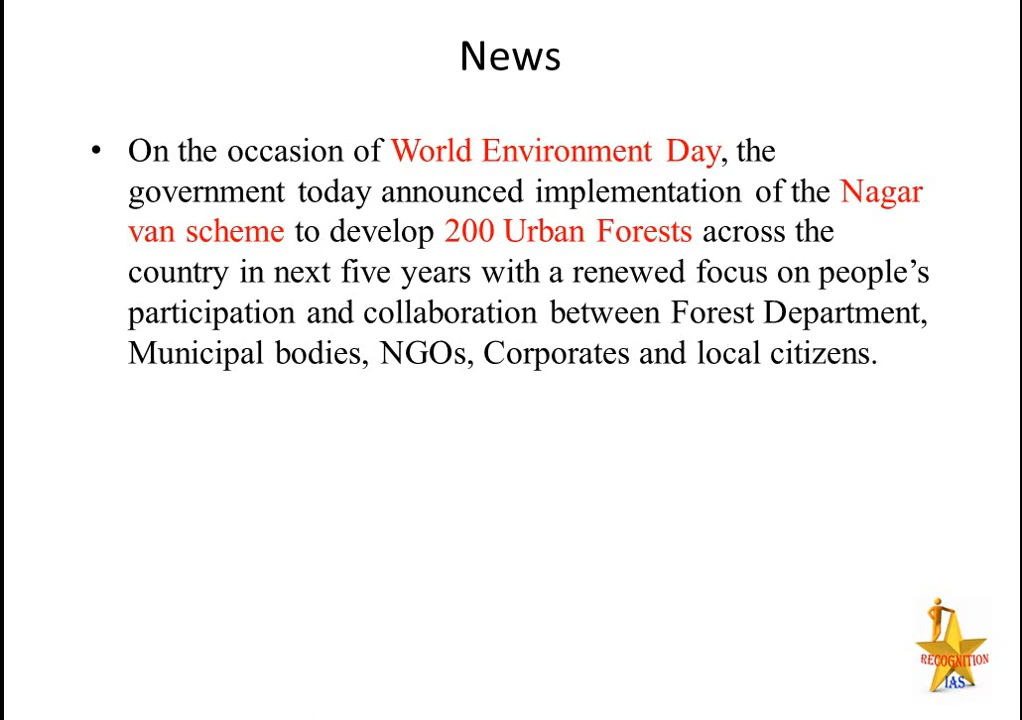 News
• On the occasion of World Environment Day, the
government today announced implementation of the Nagar
van scheme to develop 200 Urban Forests across the
country in next five years with a renewed focus on people’s
participation and collaboration between Forest Department,
Municipal bodies, NGOs, Corporates and local citizens.
RECOGNITION
IAS